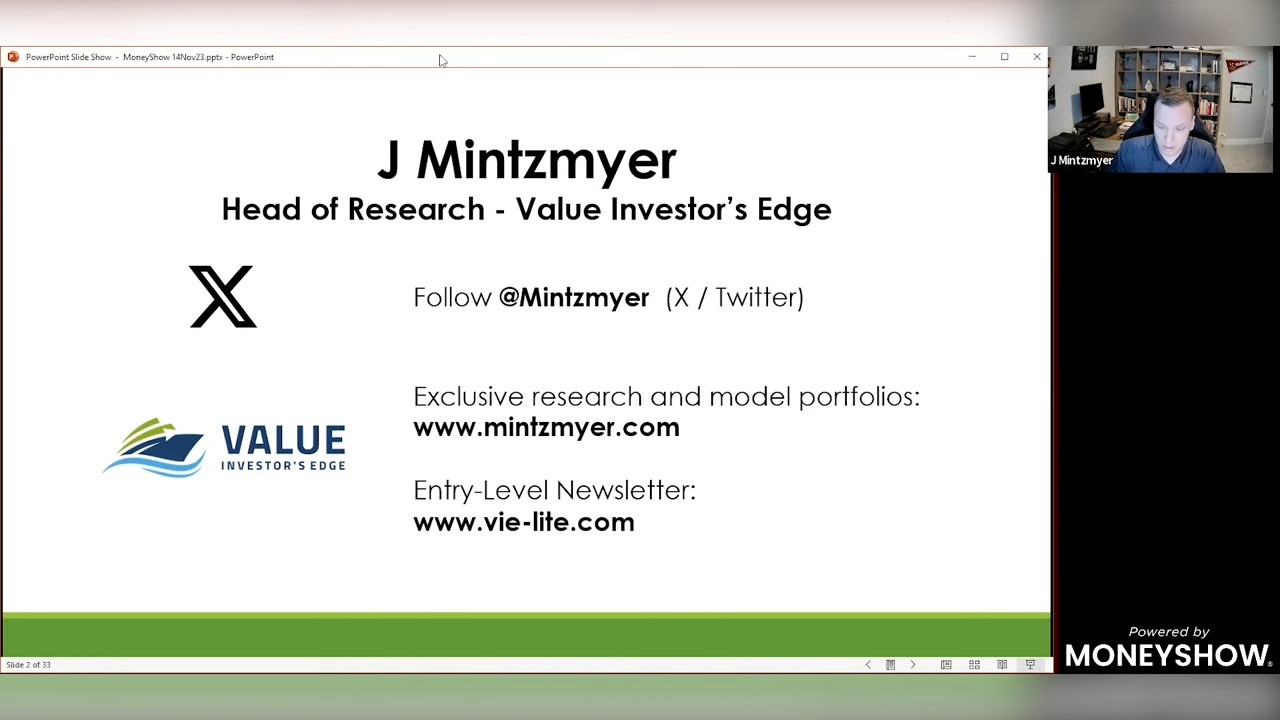 PowerPoint Slide Show - MoneyShow 14Nov23.pptx - PowerPoint
J Mintzmyer
Head of Research - Value Investor's Edge
Follow @Mintzmyer (X / Twitter)
Exclusive research and model portfolios:
www.mintzmyer.com
VALUE
INVESTOR'S EDGE
Entry-Level Newsletter:
www.vie-lite.com
Slide 2 of 33
J Mintzmyer
Powered by
MONEYSHOW®